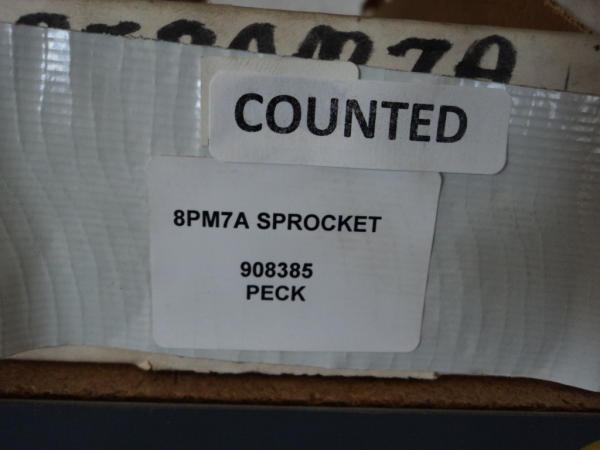 COUNTED
8PM7A SPROCKET
908385
PECK